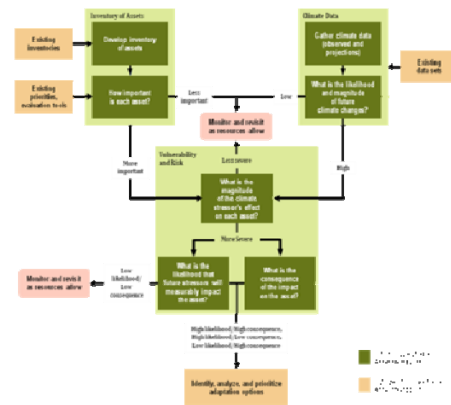 Inventory of Assets
Climate Data
Develop inventory
of assets
Gather climate data
(observed and
projections)
Existing
inventories
Existing
data sets
Existing
priorities,
evaluation tools
How important
is each asset?
Less
important
Low
What is the likelihood
and magnitude
of future
climate changes?
Monitor and revisit
as resources allow
More
important
High
Vulnerability
and Risk
Less severe
What is the
magnitude
of the climate
stressor's effect
on each asset?
More Severe
What is the
likelihood that
future stressors will
measurably impact
the asset?
What is the
consequence
of the impact
on the asset?
Low
likelihood/
Low
consequence
Monitor and revisit
as resources allow
High likelihood/High consequence,
High likelihood/Low consequence,
Low likelihood/High consequence
Identify, analyze, and prioritize
adaptation options